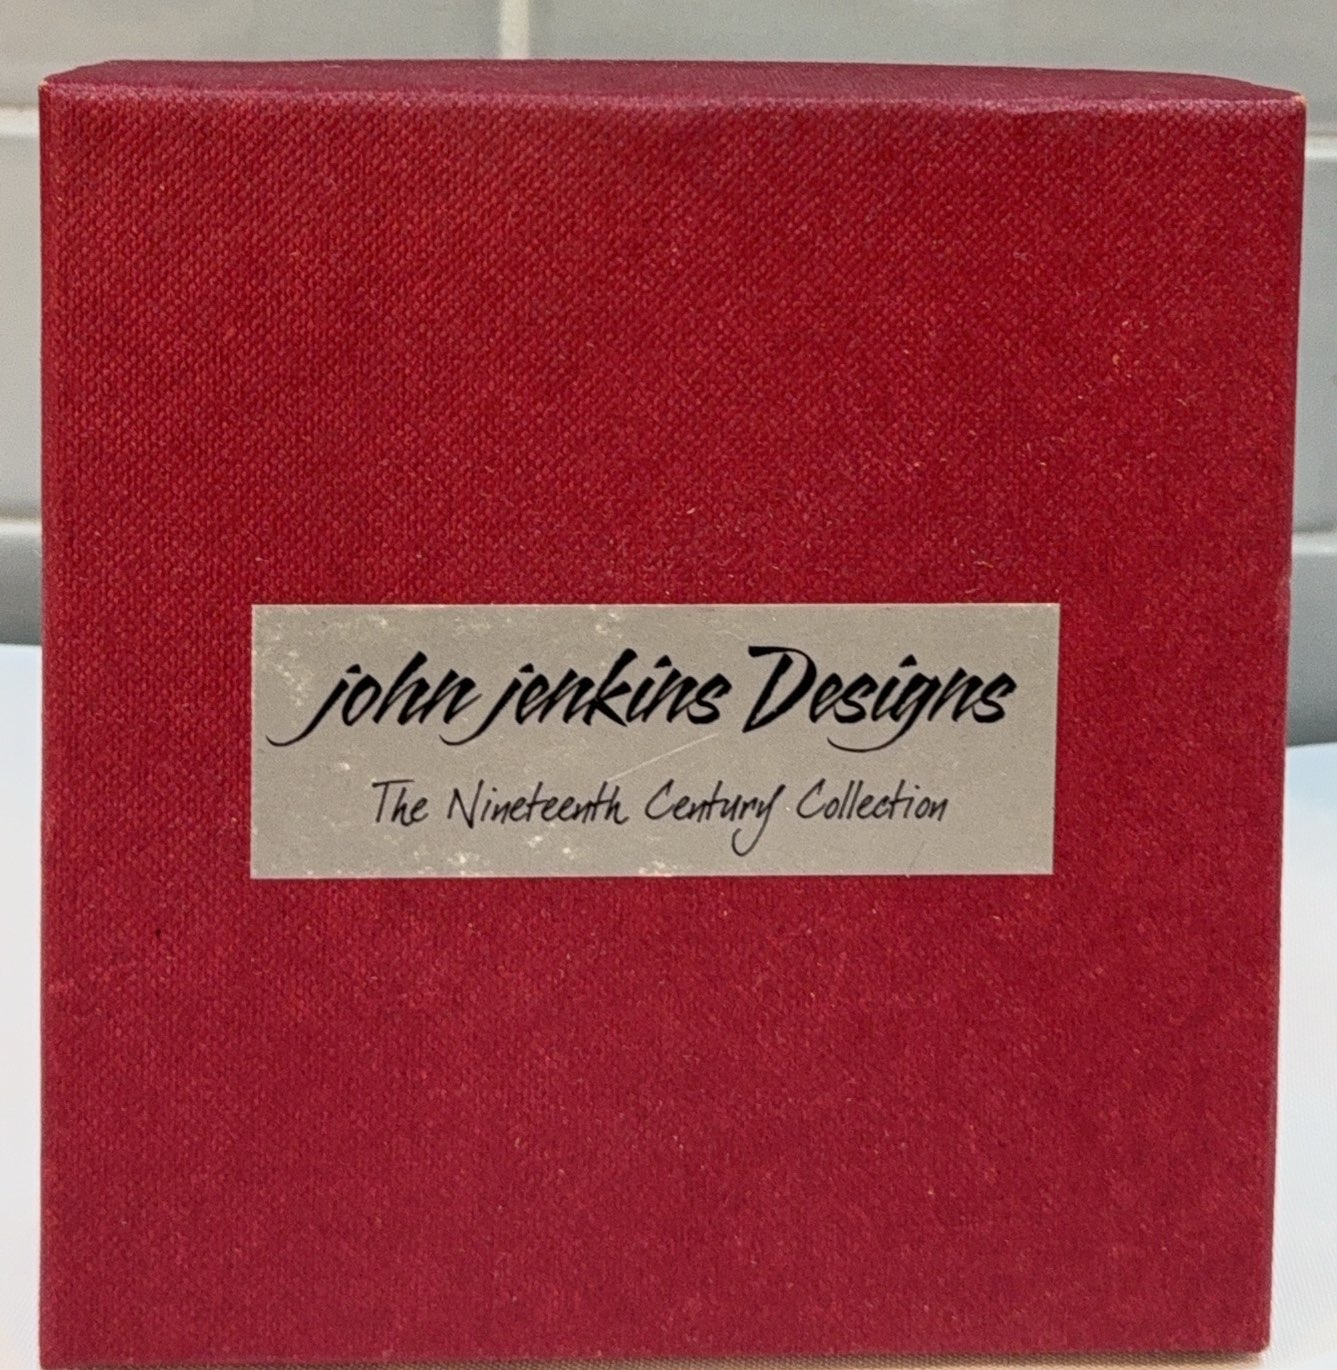 john jenkins Designs
The Nineteenth Century Collection